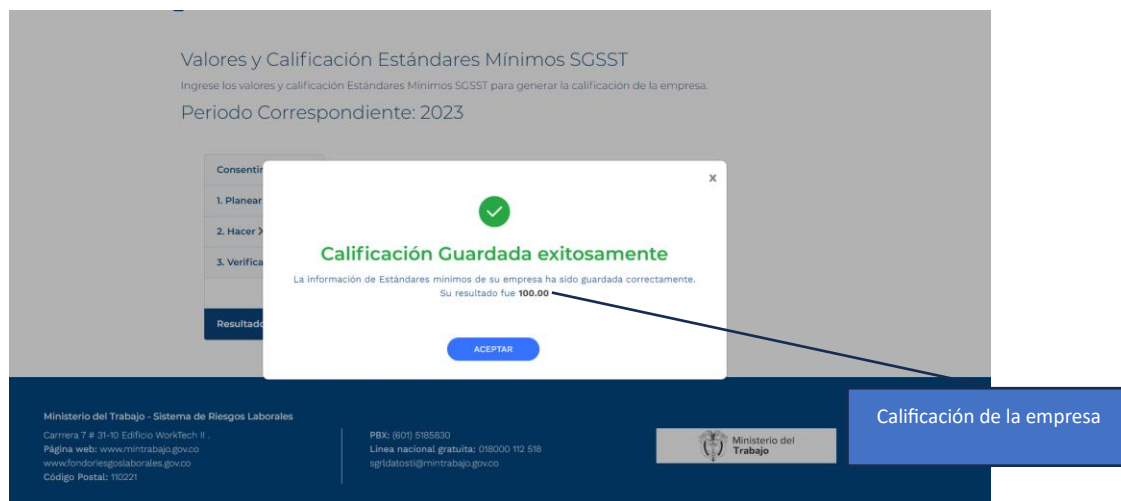 Valores y Calificación Estándares Mínimos SGSST
Ingrese los valores y calificación Estándares Mínimos SGSST para generar la calificación de la empresa.
Periodo Correspondiente: 2023
Consentir
1. Planear
2. Hacer
3. Verifica
Resultado
x
Calificación Guardada exitosamente
La información de Estándares mínimos de su empresa ha sido guardada correctamente.
Su resultado fue 100.00
ACEPTAR
Calificación de la empresa
Ministerio del Trabajo - Sistema de Riesgos Laborales
Carrrera 7 # 31-10 Edificio WorkTech II .
Página web: www.mintrabajo.gov.co
www.fondoriesgoslaborales.gov.co
Código Postal: 110221
PBX: (601) 5185830
Linea nacional gratuita: 018000 112 518
sgrldatosti@mintrabajo.gov.co
Ministerio del
Trabajo